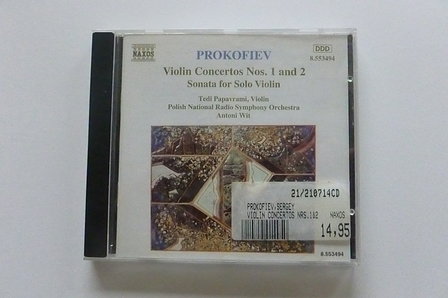 NAXOS
PROKOFIEV
DDD
8.553494
Violin Concertos Nos. 1 and 2
Sonata for Solo Violin
Tedi Papavrami, Violin
Polish National Radio Symphony Orchestra
Antoni Wit
21/210714CD
PROKOFIEV,SERGEY
VIOLIN CONCERTOS NRS.1&2 NAXOS
14,95
8.553494